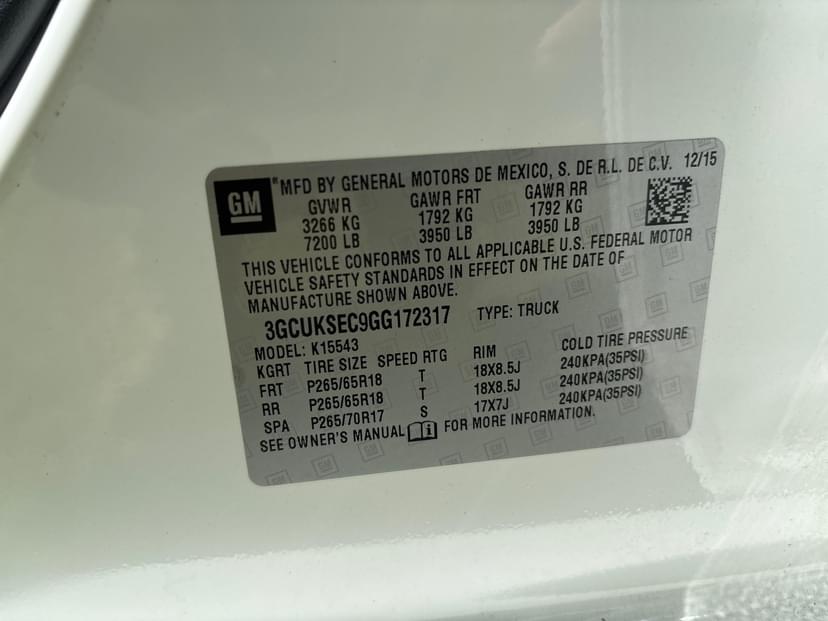 GM
MFD BY GENERAL MOTORS DE MEXICO, S. DE R.L. DE C.V. 12/15
GVWR GAWR FRT GAWR RR
3266 KG 1792 KG 1792 KG
7200 LB 3950 LB 3950 LB
THIS VEHICLE CONFORMS TO ALL APPLICABLE U.S. FEDERAL MOTOR
VEHICLE SAFETY STANDARDS IN EFFECT ON THE DATE OF
MANUFACTURE SHOWN ABOVE.
3GCUKSEC9GG172317 TYPE: TRUCK
MODEL: K15543
KGRT TIRE SIZE SPEED RTG RIM COLD TIRE PRESSURE
FRT P265/65R18 T 18X8.5J 240KPA(35PSI)
RR P265/65R18 T 18X8.5J 240KPA(35PSI)
SPA P265/70R17 S 17X7J 240KPA(35PSI)
SEE OWNER'S MANUAL FOR MORE INFORMATION.